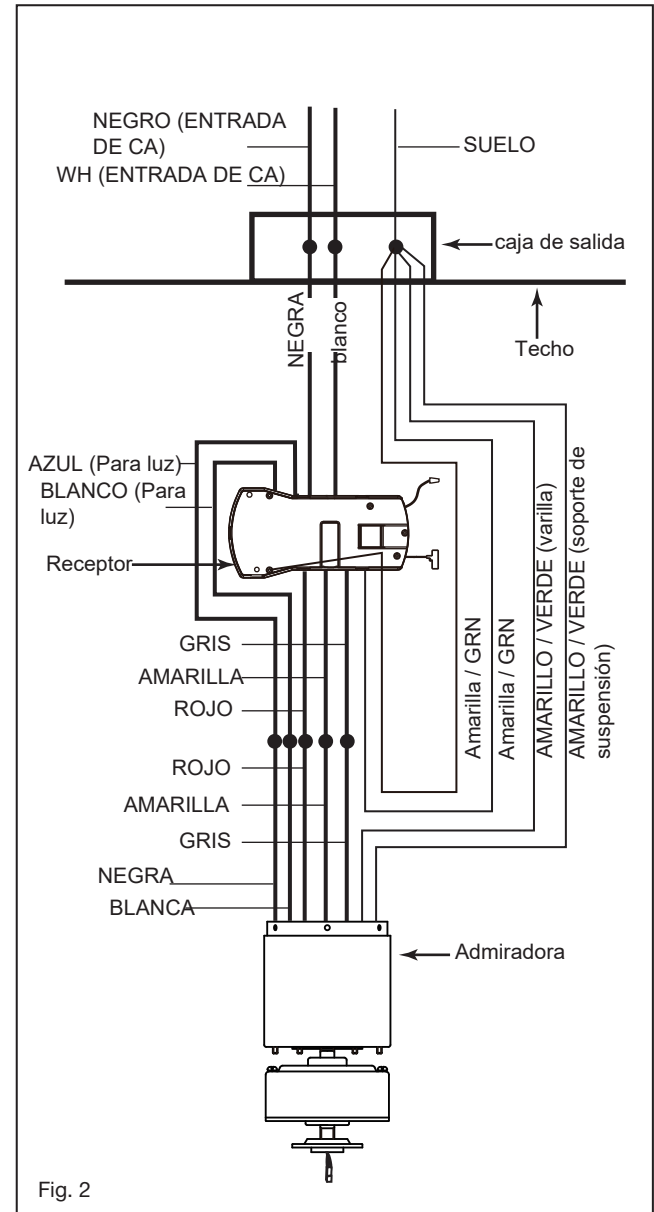 NEGRO (ENTRADA
DE CA)
WH (ENTRADA DE CA)
SUELO
caja de salida
Techo
NEGRA
blanco
AZUL (Para luz)
BLANCO (Para
luz)
Receptor
GRIS
AMARILLA
ROJO
ROJO
AMARILLA
GRIS
NEGRA
BLANCA
Amarilla / GRN
Amarilla / GRN
AMARILLO / VERDE (varilla)
AMARILLO / VERDE (soporte de
suspensión)
Admiradora
Fig. 2